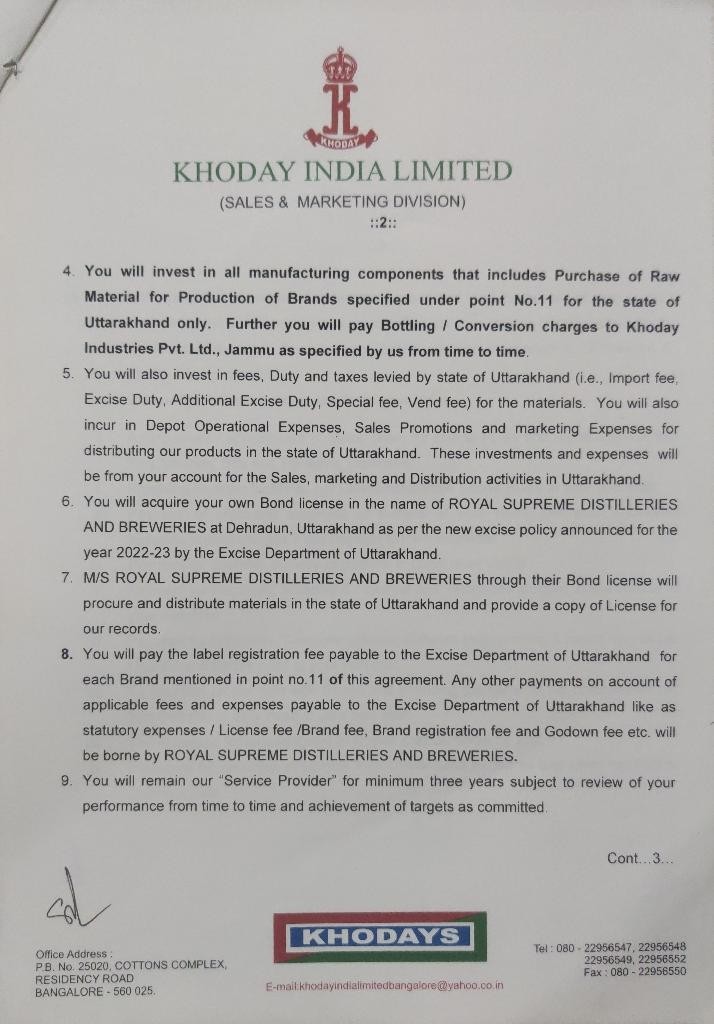 K
KHODAY
KHODAY INDIA LIMITED
(SALES & MARKETING DIVISION)
::2::
4. You will invest in all manufacturing components that includes Purchase of Raw
Material for Production of Brands specified under point No.11 for the state of
Uttarakhand only. Further you will pay Bottling / Conversion charges to Khoday
Industries Pvt. Ltd., Jammu as specified by us from time to time.
5. You will also invest in fees, Duty and taxes levied by state of Uttarakhand (i.e., Import fee,
Excise Duty, Additional Excise Duty, Special fee, Vend fee) for the materials. You will also
incur in Depot Operational Expenses, Sales Promotions and marketing Expenses for
distributing our products in the state of Uttarakhand. These investments and expenses will
be from your account for the Sales, marketing and Distribution activities in Uttarakhand.
6. You will acquire your own Bond license in the name of ROYAL SUPREME DISTILLERIES
AND BREWERIES at Dehradun, Uttarakhand as per the new excise policy announced for the
year 2022-23 by the Excise Department of Uttarakhand.
7. M/S ROYAL SUPREME DISTILLERIES AND BREWERIES through their Bond license will
procure and distribute materials in the state of Uttarakhand and provide a copy of License for
our records.
8. You will pay the label registration fee payable to the Excise Department of Uttarakhand for
each Brand mentioned in point no.11 of this agreement. Any other payments on account of
applicable fees and expenses payable to the Excise Department of Uttarakhand like as
statutory expenses / License fee /Brand fee, Brand registration fee and Godown fee etc. will
be borne by ROYAL SUPREME DISTILLERIES AND BREWERIES.
9. You will remain our “Service Provider” for minimum three years subject to review of your
performance from time to time and achievement of targets as committed.
Cont...3...
Office Address :
P.B. No. 25020, COTTONS COMPLEX,
RESIDENCY ROAD
BANGALORE - 560 025.
KHODAYS
E-mail:khodayindialimitedbangalore@yahoo.co.in
Tel : 080 - 22956547, 22956548
22956549, 22956552
Fax : 080 - 22956550